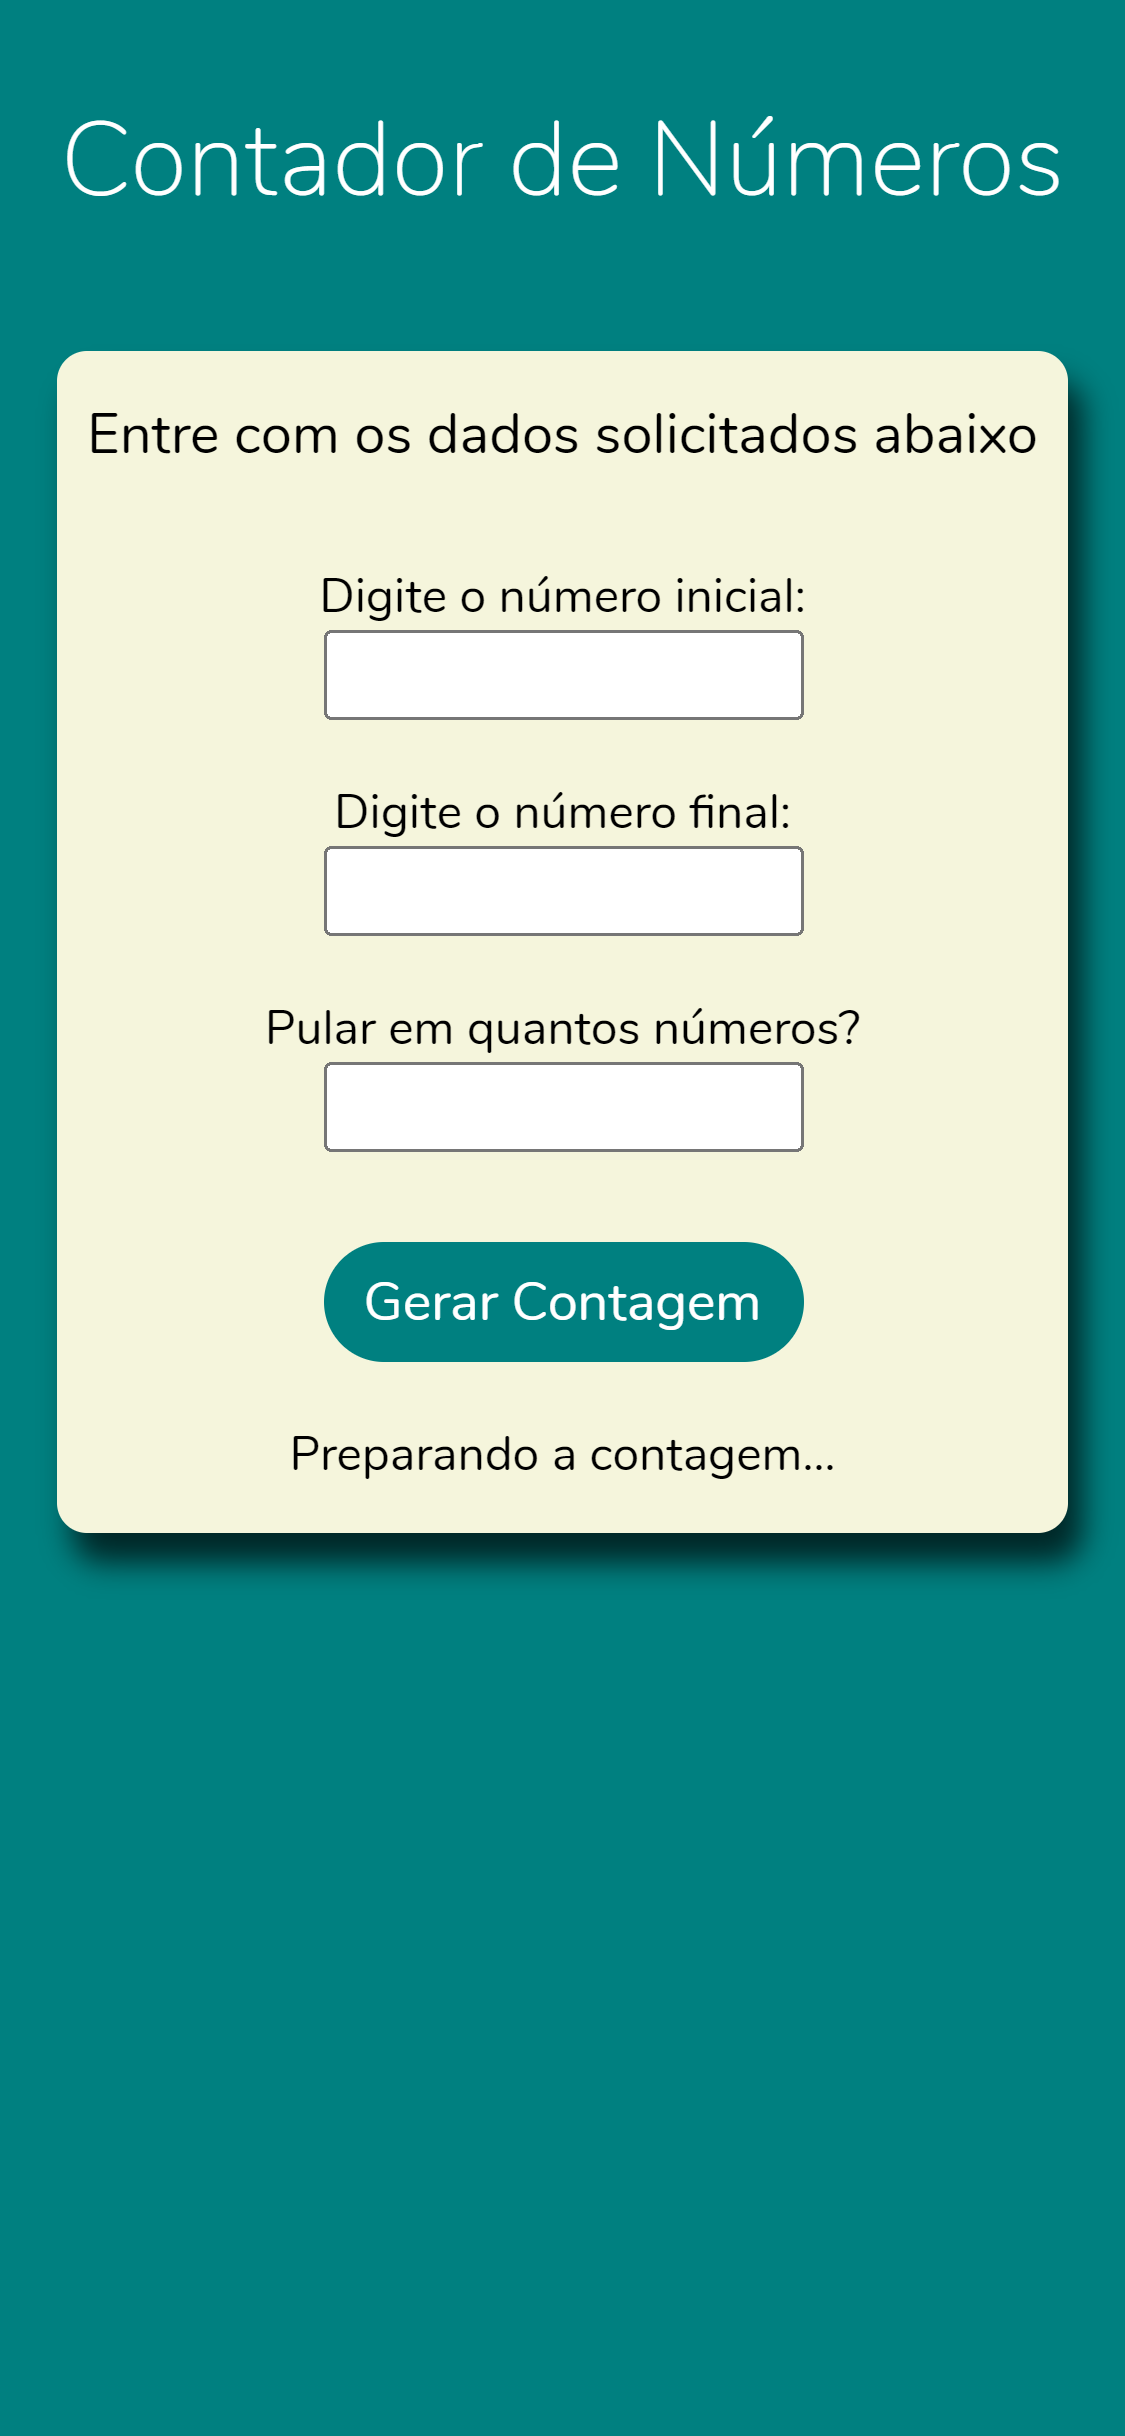 Contador de Números
Entre com os dados solicitados abaixo
Digite o número inicial:
Digite o número final:
Pular em quantos números?
Gerar Contagem
Preparando a contagem...